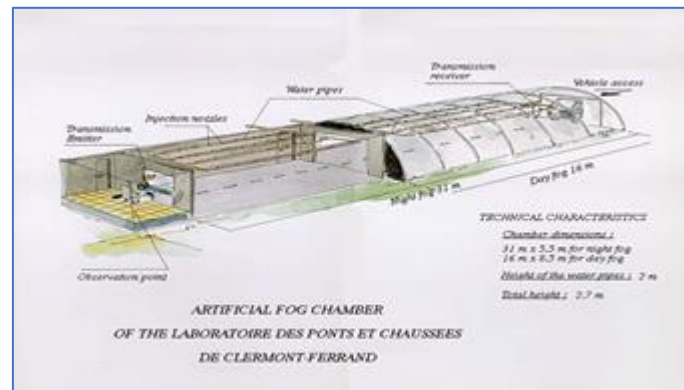 Transmission
receiver
Water pipes
Vehicle access
Injection nozzles
Transmission
Emitter
Night fog 31 m
Day fog 16 m
Observation point
TECHNICAL CHARACTERISTICS
Chamber dimensions :
31 m x 5.5 m for night fog
16 m x 8.5 m for day fog
Height of the water pipes : 2 m
Total height : 2.7 m
ARTIFICIAL FOG CHAMBER
OF THE LABORATOIRE DES PONTS ET CHAUSSEES
DE CLERMONT-FERRAND